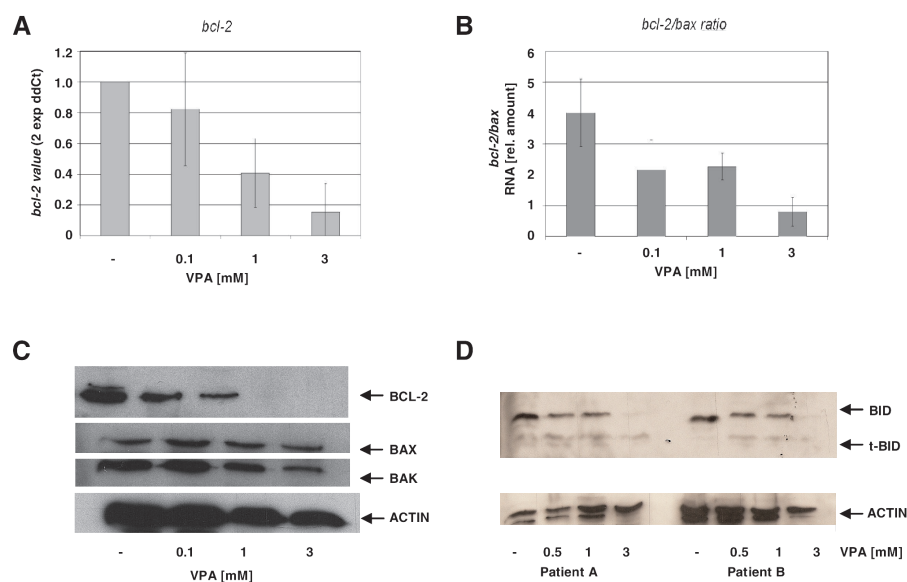 A
bcl-2
bcl-2 value (2 exp ddCt)
1.2
1.0
0.8
0.6
0.4
0.2
0
- 0.1 1 3
VPA [mM]
B
bcl-2/bax ratio
bcl-2/bax
RNA [rel. amount]
6
5
4
3
2
1
0
- 0.1 1 3
VPA [mM]
C
BCL-2
BAX
BAK
ACTIN
- 0.1 1 3
VPA [mM]
D
BID
t-BID
ACTIN
- 0.5 1 3 - 0.5 1 3 VPA [mM]
Patient A Patient B